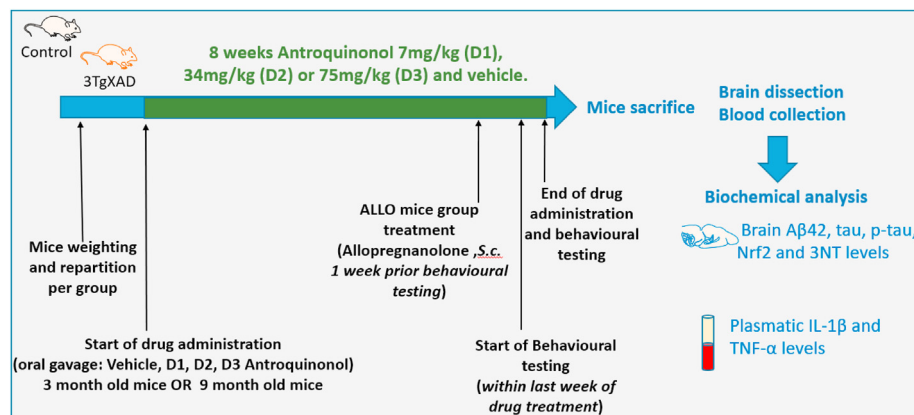 Control
3TgXAD
8 weeks Antroquinonol 7mg/kg (D1),
34mg/kg (D2) or 75mg/kg (D3) and vehicle.
Mice sacrifice
Brain dissection
Blood collection
Mice weighting
and repartition
per group
Start of drug administration
(oral gavage: Vehicle, D1, D2, D3 Antroquinonol)
3 month old mice OR 9 month old mice
ALLO mice group
treatment
(Allopregnanolone ,S.c.
1 week prior behavioural
testing)
Start of Behavioural
testing
(within last week of
drug treatment)
End of drug
administration
and behavioural
testing
Biochemical analysis
Brain Aβ42, tau, p-tau,
Nrf2 and 3NT levels
Plasmatic IL-1β and
TNF-α levels